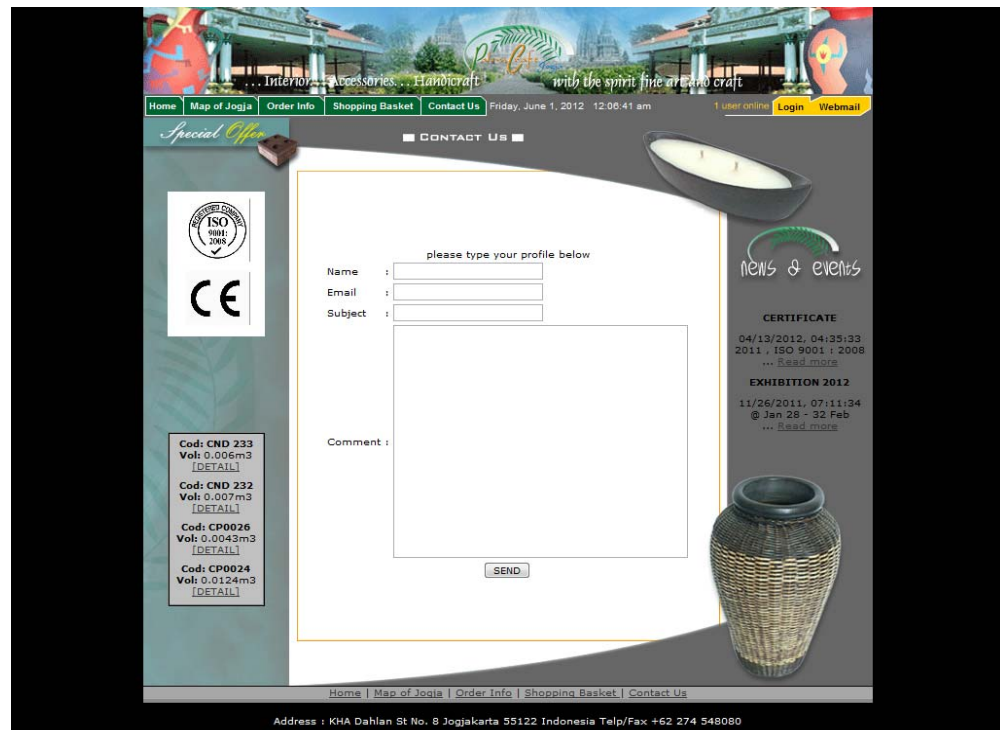 ... Interior... Accessories... Handicraft
with the spirit fine art and craft
Home Map of Jogja Order Info Shopping Basket Contact Us Friday, June 1, 2012 12:06:41 am 1 user online Login Webmail
Special Offer
Contact Us
REGISTERED COMPANY
ISO
9001:
2008
CE
please type your profile below
Name :
Email :
Subject :
Comment :
SEND
Cod: CND 233
Vol: 0.006m3
[DETAIL]
Cod: CND 232
Vol: 0.007m3
[DETAIL]
Cod: CP0026
Vol: 0.0043m3
[DETAIL]
Cod: CP0024
Vol: 0.0124m3
[DETAIL]
news & events
CERTIFICATE
04/13/2012, 04:35:33
2011 , ISO 9001 : 2008
... Read more
EXHIBITION 2012
11/26/2011, 07:11:34
@ Jan 28 - 32 Feb
... Read more
Home | Map of Jogja | Order Info | Shopping Basket | Contact Us
Address : KHA Dahlan St No. 8 Jogjakarta 55122 Indonesia Telp/Fax +62 274 548080